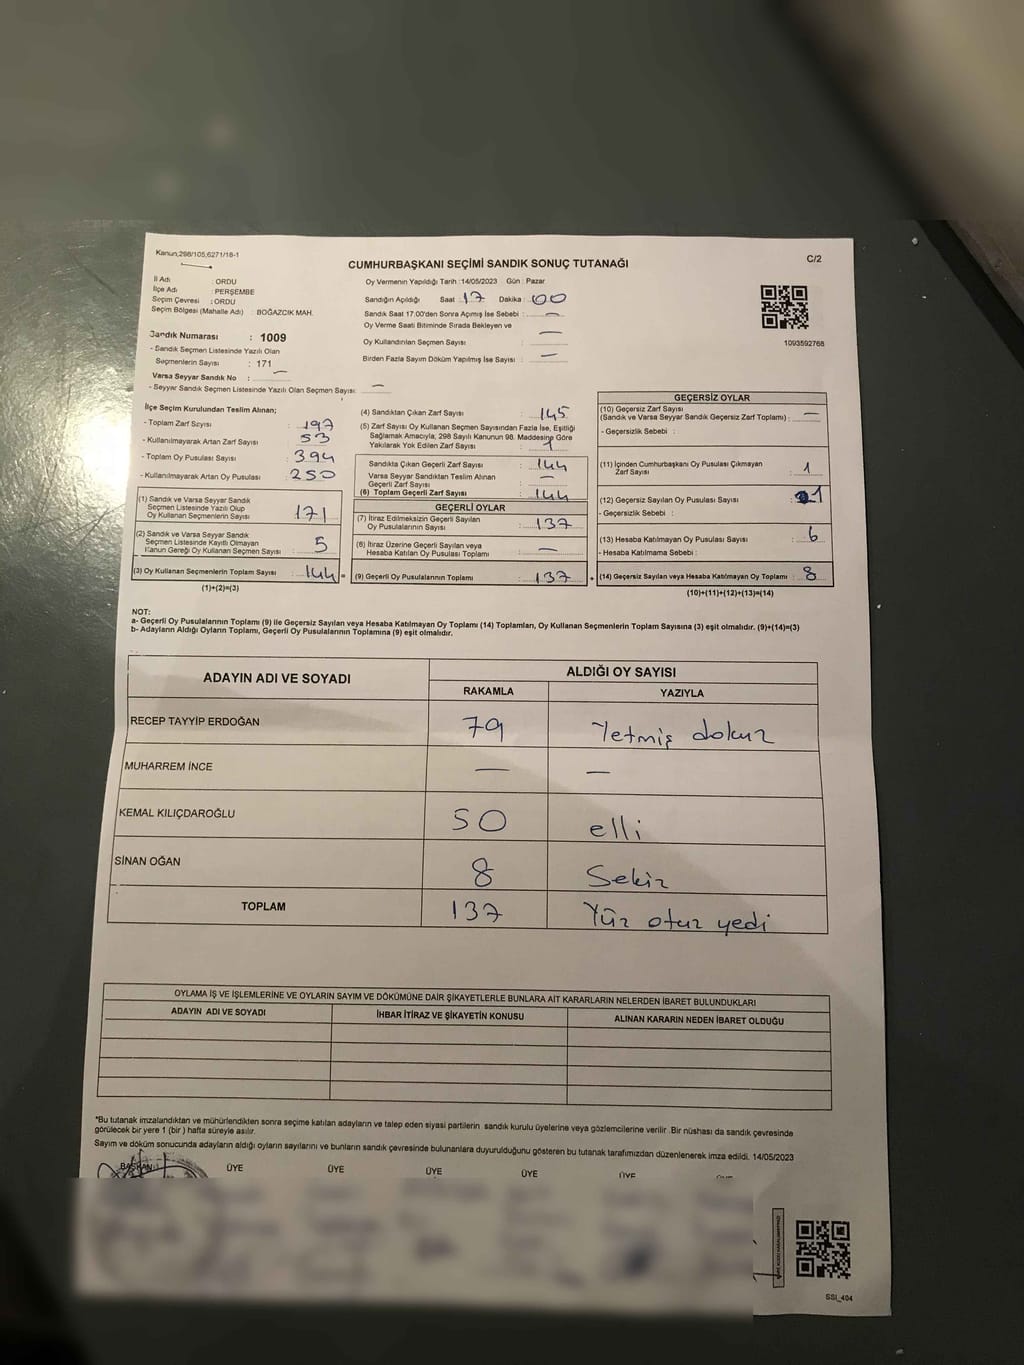 Kanun;298/105;6271/18-1
C/2
CUMHURBAŞKANI SEÇİMİ SANDIK SONUÇ TUTANAĞI
İl Adı : ORDU
İlçe Adı : PERŞEMBE
Seçim Çevresi : ORDU
Seçim Bölgesi (Mahalle Adı) : BOĞAZCIK MAH.
Sandık Numarası : 1009
- Sandık Seçmen Listesinde Yazılı Olan
Seçmenlerin Sayısı : 171
Varsa Seyyar Sandık No : —
- Seyyar Sandık Seçmen Listesinde Yazılı Olan Seçmen Sayısı: —
Oy Vermenin Yapıldığı Tarih :14/05/2023 Gün : Pazar
Sandığın Açıldığı Saat : 17 Dakika : 00
Sandık Saat 17.00'den Sonra Açımış İse Sebebi : —
Oy Verme Saati Bitiminde Sırada Bekleyen ve
Oy Kullandırılan Seçmen Sayısı : —
Birden Fazla Sayım Döküm Yapılmış İse Sayısı : —
1093592768
İlçe Seçim Kurulundan Teslim Alınan;
- Toplam Zarf Sayısı : 197
- Kullanılmayarak Artan Zarf Sayısı : 53
- Toplam Oy Pusulası Sayısı : 394
- Kullanılmayarak Artan Oy Pusulası : 250
(1) Sandık ve Varsa Seyyar Sandık
Seçmen Listesinde Yazılı Olup
Oy Kullanan Seçmenlerin Sayısı : 171
(2) Sandık ve Varsa Seyyar Sandık
Seçmen Listesinde Kayıtlı Olmayan
Kanun Gereği Oy Kullanan Seçmen Sayısı : 5
(3) Oy Kullanan Seçmenlerin Toplam Sayısı : 144 =
(1)+(2)=(3)
(4) Sandıktan Çıkan Zarf Sayısı : 145
(5) Zarf Sayısı Oy Kullanan Seçmen Sayısından Fazla İse, Eşitliği
Sağlamak Amacıyla, 298 Sayılı Kanunun 98. Maddesine Göre
Yakılarak Yok Edilen Zarf Sayısı : 1
Sandıkta Çıkan Geçerli Zarf Sayısı : 144
Varsa Seyyar Sandıktan Teslim Alınan
Geçerli Zarf Sayısı : —
(6) Toplam Geçerli Zarf Sayısı : 144
GEÇERLİ OYLAR
(7) İtiraz Edilmeksizin Geçerli Sayılan
Oy Pusulalarının Sayısı : 137
(8) İtiraz Üzerine Geçerli Sayılan veya
Hesaba Katılan Oy Pusulası Toplamı : —
(9) Geçerli Oy Pusulalarının Toplamı : 137 +
GEÇERSİZ OYLAR
(10) Geçersiz Zarf Sayısı
(Sandık ve Varsa Seyyar Sandık Geçersiz Zarf Toplamı) : —
- Geçersizlik Sebebi :
(11) İçinden Cumhurbaşkanı Oy Pusulası Çıkmayan
Zarf Sayısı : 1
(12) Geçersiz Sayılan Oy Pusulası Sayısı : 1
- Geçersizlik Sebebi :
(13) Hesaba Katılmayan Oy Pusulası Sayısı : 6
- Hesaba Katılmama Sebebi :
(14) Geçersiz Sayılan veya Hesaba Katılmayan Oy Toplamı : 8
(10)+(11)+(12)+(13)=(14)
NOT:
a- Geçerli Oy Pusulalarının Toplamı (9) ile Geçersiz Sayılan veya Hesaba Katılmayan Oy Toplamı (14) Toplamları, Oy Kullanan Seçmenlerin Toplam Sayısına (3) eşit olmalıdır. (9)+(14)=(3)
b- Adayların Aldığı Oyların Toplamı, Geçerli Oy Pusulalarının Toplamına (9) eşit olmalıdır.
ADAYIN ADI VE SOYADI ALDIĞI OY SAYISI
RAKAMLA YAZIYLA
RECEP TAYYİP ERDOĞAN 79 Yetmiş dokuz
MUHARREM İNCE — —
KEMAL KILIÇDAROĞLU 50 elli
SİNAN OĞAN 8 Sekiz
TOPLAM 137 Yüz otuz yedi
OYLAMA İŞ VE İŞLEMLERİNE VE OYLARIN SAYIM VE DÖKÜMÜNE DAİR ŞİKAYETLERLE BUNLARA AİT KARARLARIN NELERDEN İBARET BULUNDUKLARI
ADAYIN ADI VE SOYADI İHBAR İTİRAZ VE ŞİKAYETİN KONUSU ALINAN KARARIN NEDEN İBARET OLDUĞU
*Bu tutanak imzalandıktan ve mühürlendikten sonra seçime katılan adayların ve talep eden siyasi partilerin sandık kurulu üyelerine veya gözlemcilerine verilir .Bir nüshası da sandık çevresinde
görülecek bir yere 1 (bir ) hafta süreyle asılır.
Sayım ve döküm sonucunda adayların aldığı oyların sayılarını ve bunların sandık çevresinde bulunanlara duyurulduğunu gösteren bu tutanak tarafımızdan düzenlenerek imza edildi. 14/05/2023
BAŞKAN ÜYE ÜYE ÜYE ÜYE ÜYE
SSI_404